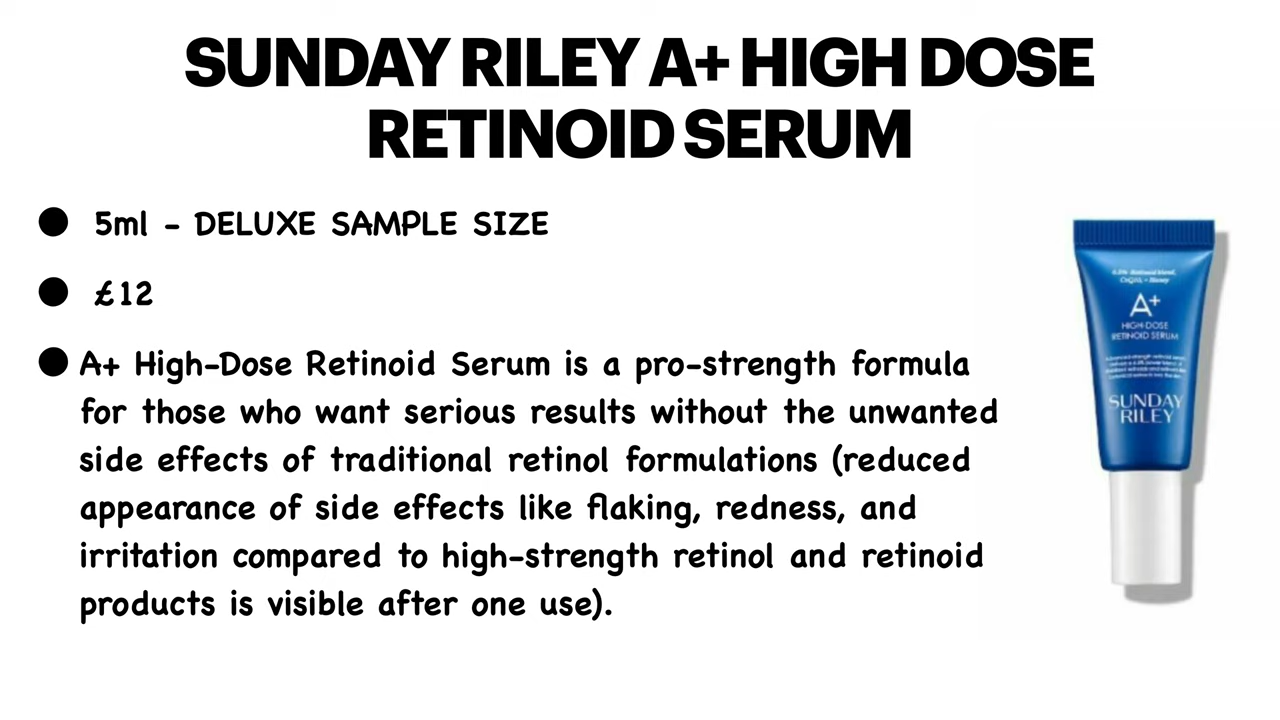 SUNDAY RILEY A+ HIGH DOSE
RETINOID SERUM
● 5ml - DELUXE SAMPLE SIZE
● £12
● A+ High-Dose Retinoid Serum is a pro-strength formula
for those who want serious results without the unwanted
side effects of traditional retinol formulations (reduced
appearance of side effects like flaking, redness, and
irritation compared to high-strength retinol and retinoid
products is visible after one use).
A+
HIGH-DOSE
RETINOID SERUM
SUNDAY
RILEY